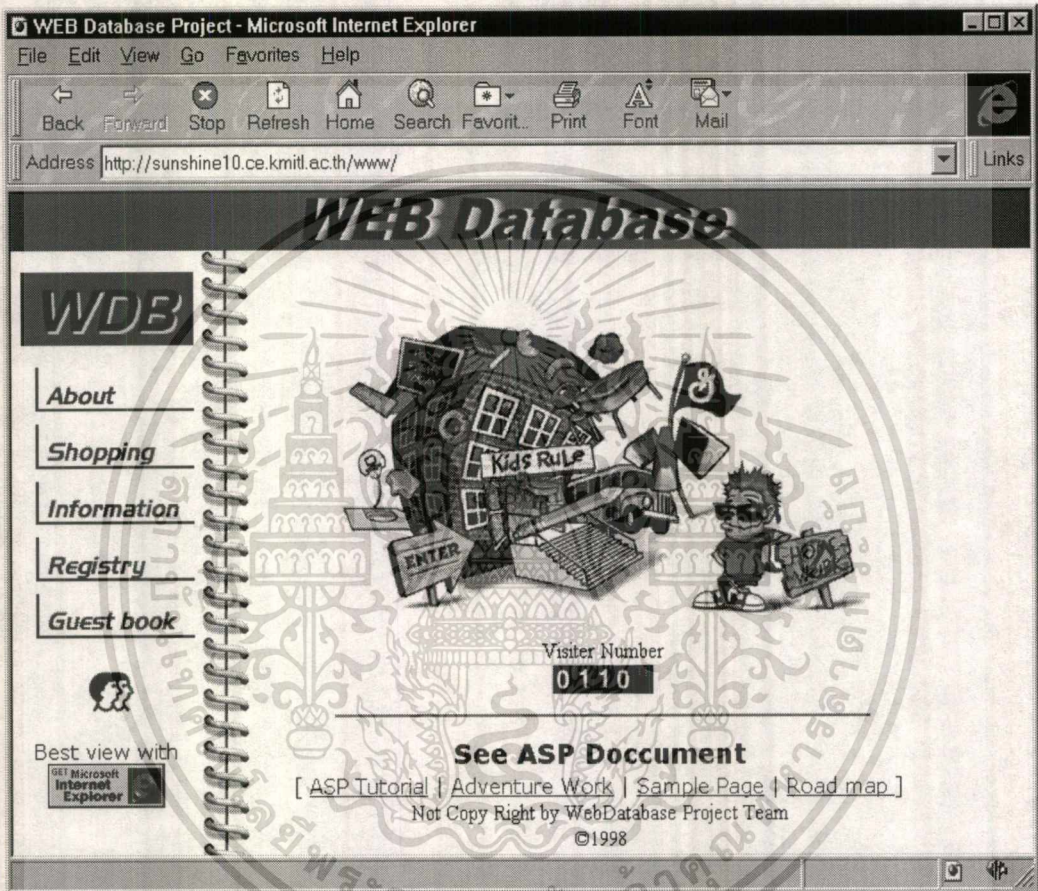 WEB Database Project - Microsoft Internet Explorer
File Edit View Go Favorites Help
Back Forward Stop Refresh Home Search Favorit... Print Font Mail
Address http://sunshine10.ce.kmitl.ac.th/www/ Links
WEB Database
WDB
About
Shopping
Information
Registry
Guest book
Best view with
GET Microsoft
Internet
Explorer
Kids Rule
ENTER
Visiter Number
0110
See ASP Doccument
[ ASP Tutorial | Adventure Work | Sample Page | Road map ]
Not Copy Right by WebDatabase Project Team
©1998